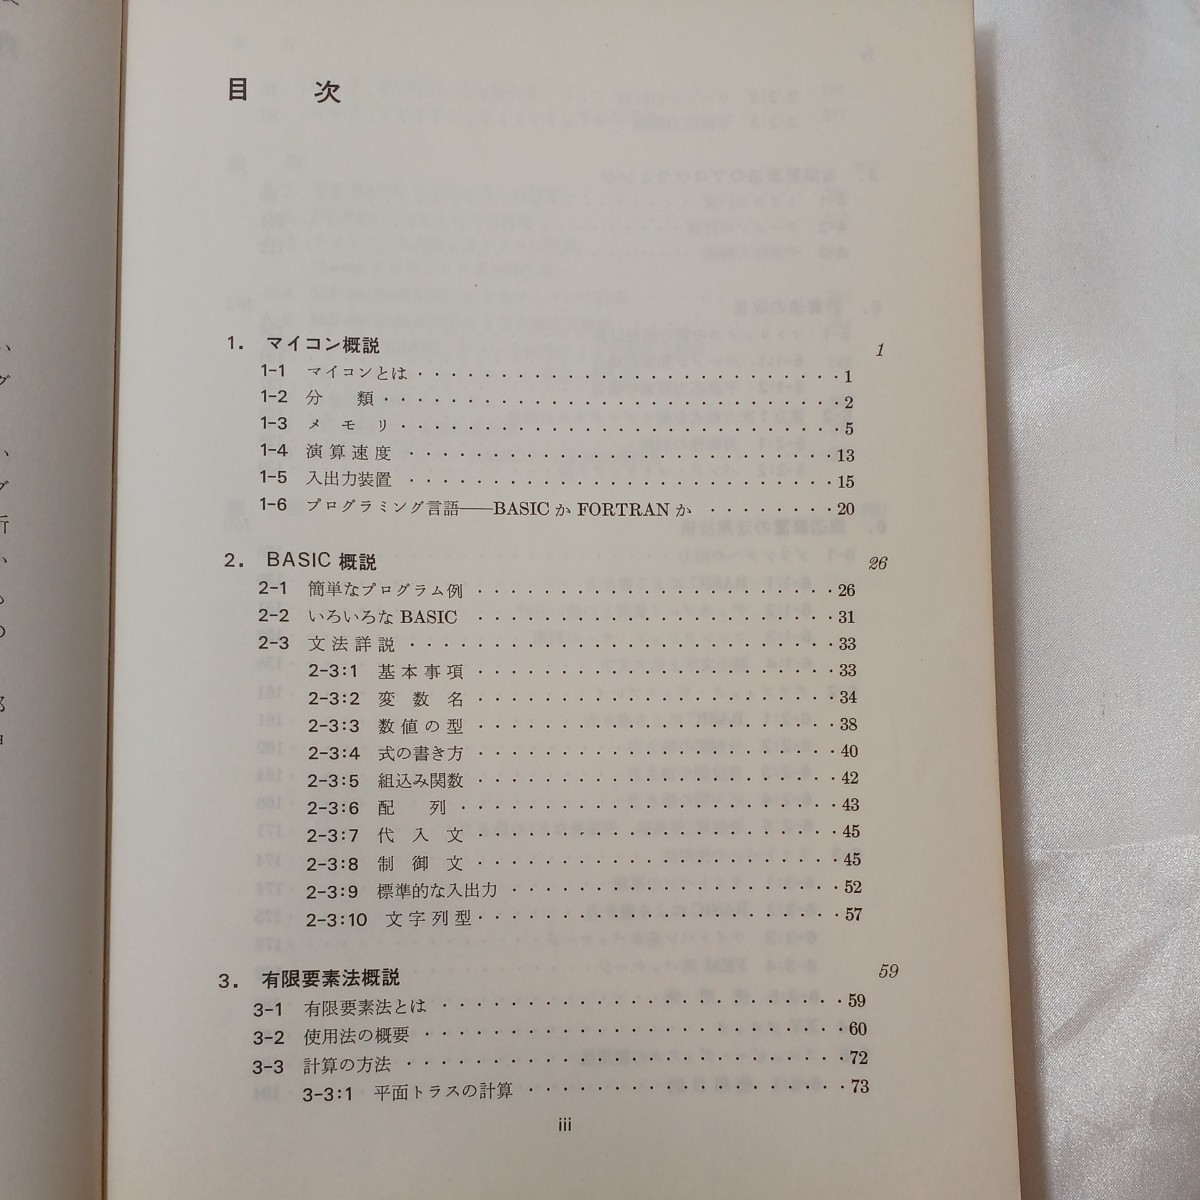 目 次
1. マイコン概説 1
1-1 マイコンとは 1
1-2 分 類 2
1-3 メモリ 5
1-4 演算速度 13
1-5 入出力装置 15
1-6 プログラミング言語——BASICかFORTRANか 20
2. BASIC 概説 26
2-1 簡単なプログラム例 26
2-2 いろいろな BASIC 31
2-3 文法詳説 33
2-3:1 基本事項 33
2-3:2 変数名 34
2-3:3 数値の型 38
2-3:4 式の書き方 40
2-3:5 組込み関数 42
2-3:6 配 列 43
2-3:7 代入文 45
2-3:8 制御文 45
2-3:9 標準的な入出力 52
2-3:10 文字列型 57
3. 有限要素法概説 59
3-1 有限要素法とは 59
3-2 使用法の概要 60
3-3 計算の方法 72
3-3:1 平面トラスの計算 73
iii